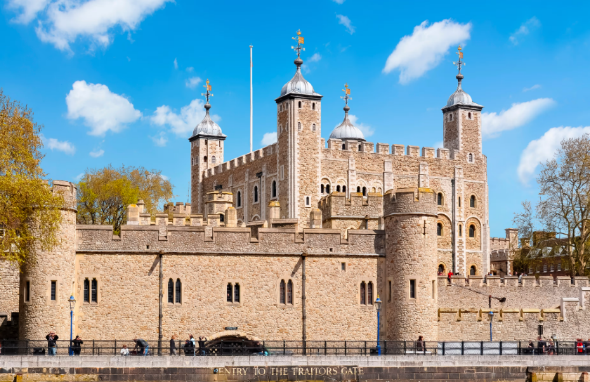 ENTRY TO THE TRAITORS GATE